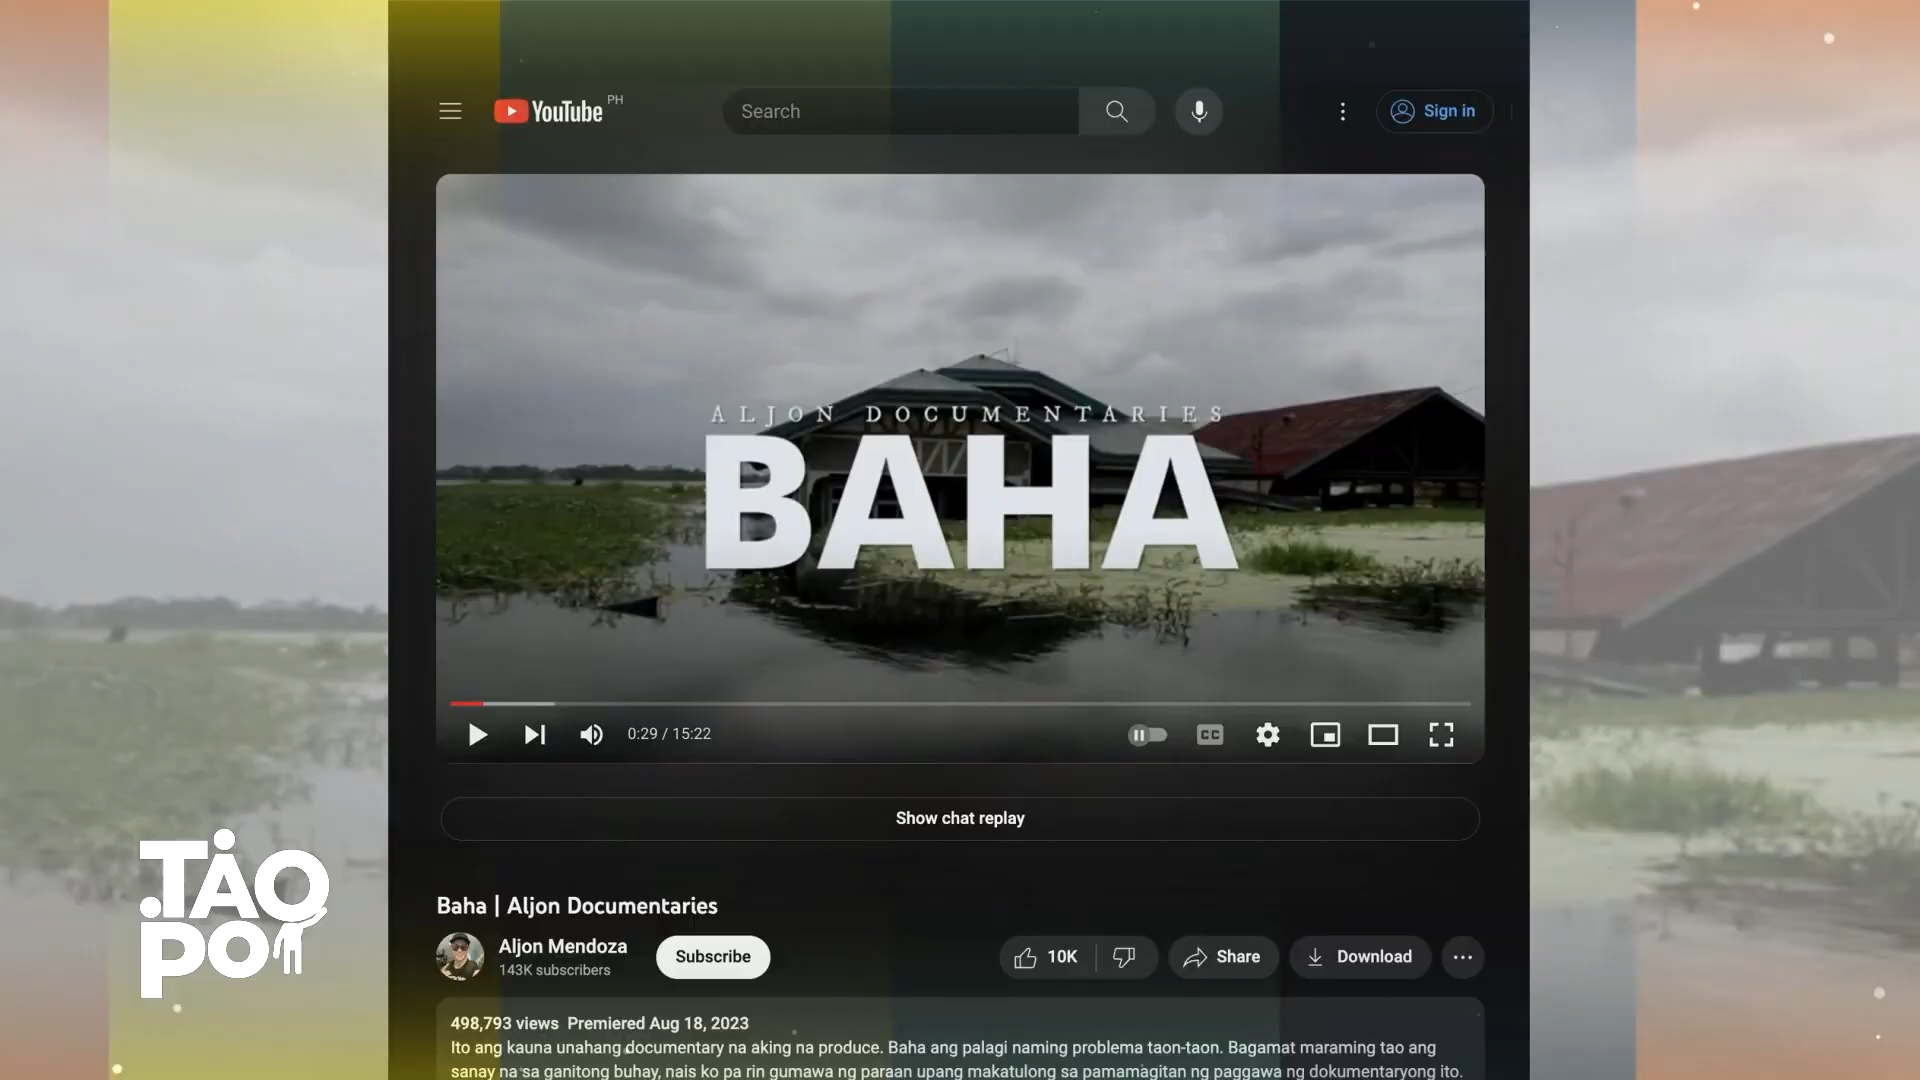 YouTube PH
Search
Sign in
ALJON DOCUMENTARIES
BAHA
0:29 / 15:22
CC
Show chat replay
Baha | Aljon Documentaries
Aljon Mendoza
143K subscribers
Subscribe
10K
Share
Download
498,793 views Premiered Aug 18, 2023
Ito ang kauna unahang documentary na aking na produce. Baha ang palagi naming problema taon-taon. Bagamat maraming tao ang
sanay na sa ganitong buhay, nais ko pa rin gumawa ng paraan upang makatulong sa pamamagitan ng paggawa ng dokumentaryong ito.
TAO
PO